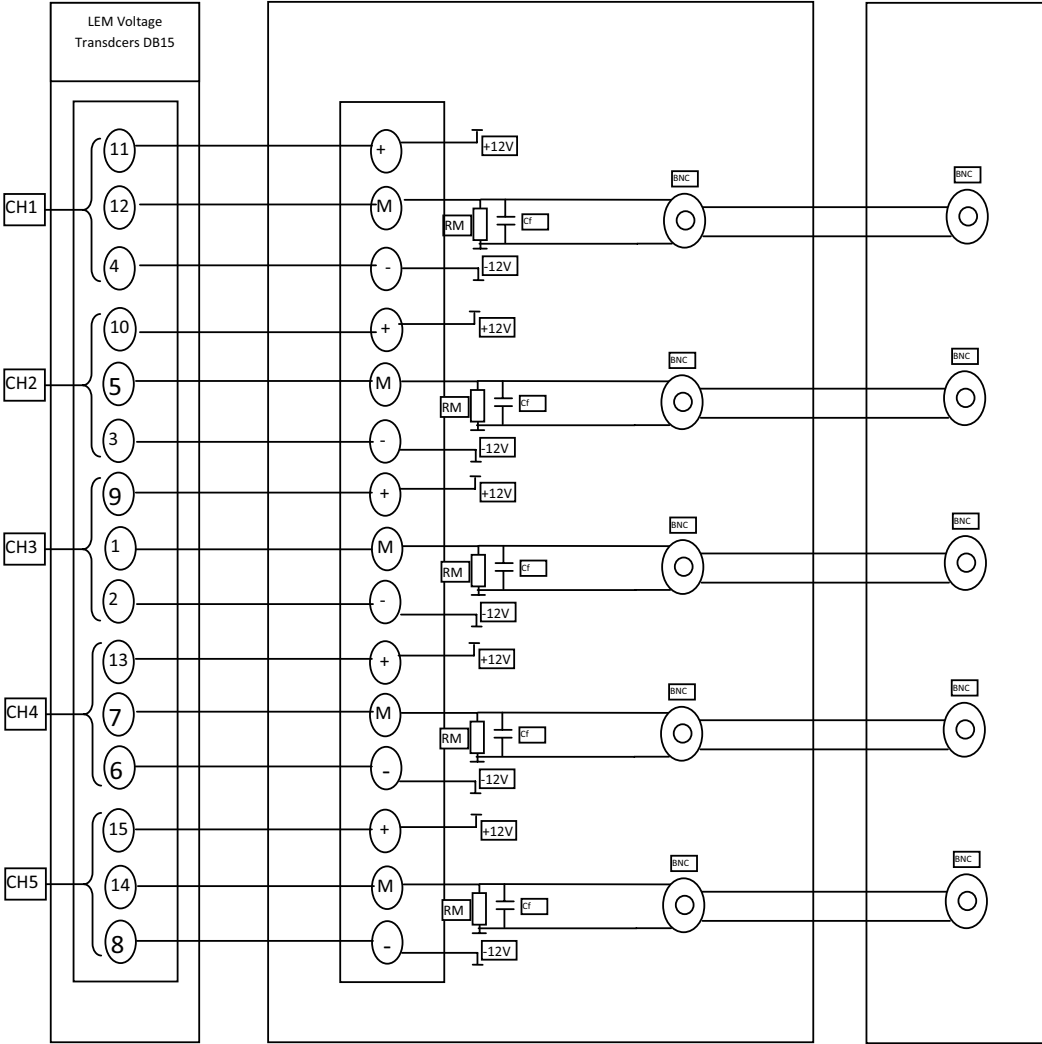 LEM Voltage
Transdcers DB15
11
+
+12V
BNC
BNC
CH1
12
M
RM
Cf
4
-
-12V
10
+
+12V
BNC
BNC
CH2
5
M
RM
Cf
3
-
-12V
9
+
+12V
BNC
BNC
CH3
1
M
RM
Cf
2
-
-12V
13
+
+12V
BNC
BNC
CH4
7
M
RM
Cf
6
-
-12V
15
+
+12V
BNC
BNC
CH5
14
M
RM
Cf
8
-
-12V